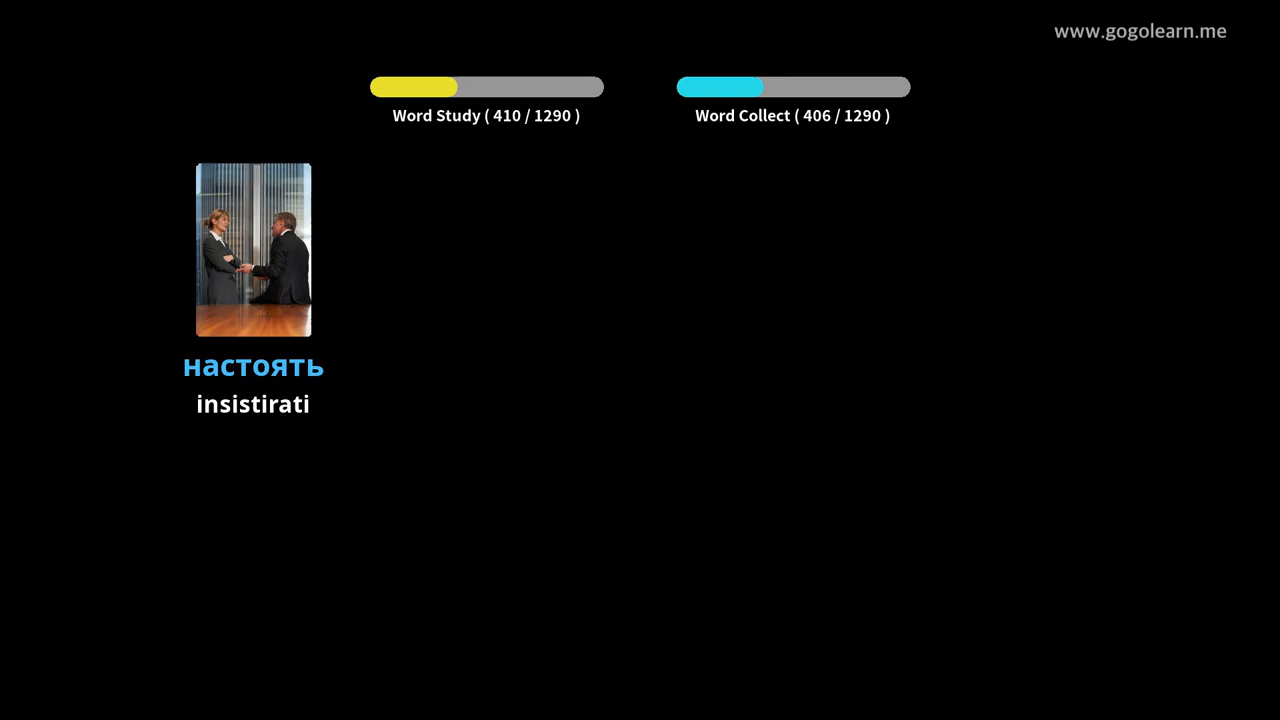 www.gogolearn.me
Word Study ( 410 / 1290 )
Word Collect ( 406 / 1290 )
настоять
insistirati